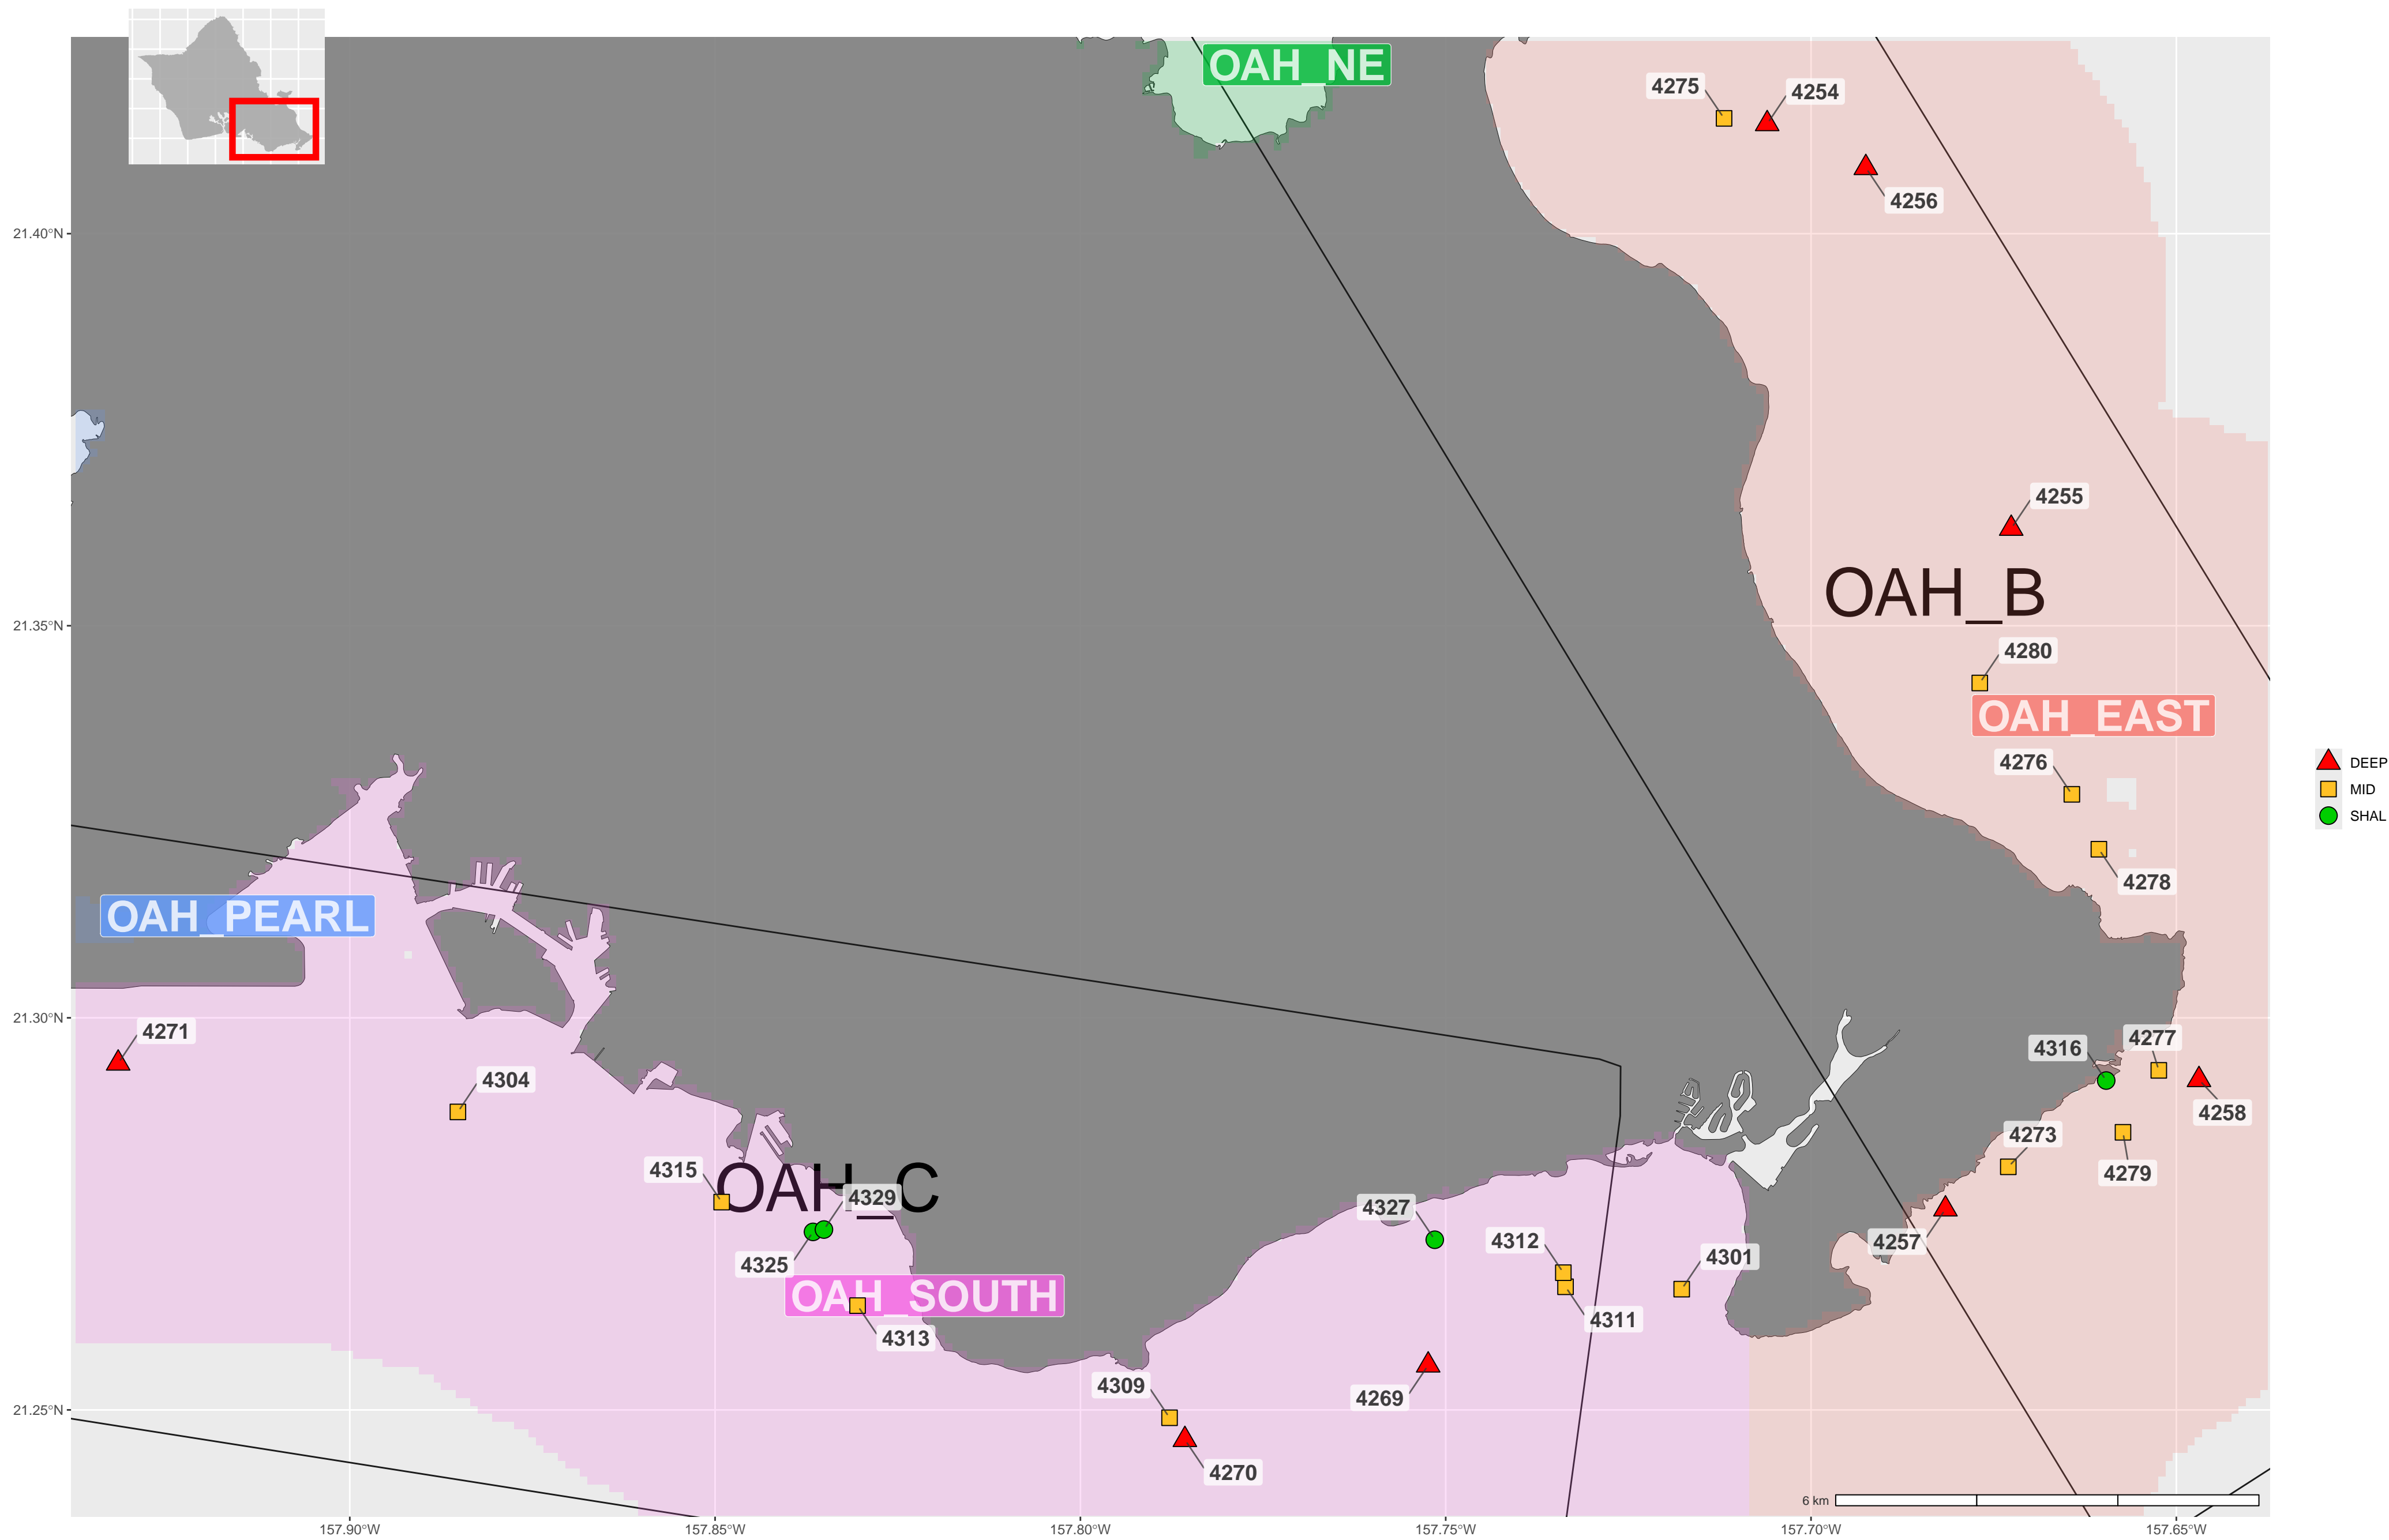 OAH_NE
4275
4254
4256
21.40°N
4255
OAH_B
21.35°N
4280
OAH_EAST
4276
DEEP
MID
SHAL
4278
OAH_PEARL
21.30°N
4271
4316
4277
4304
4258
4273
4315
4279
OAH_C
4329
4327
4312
4257
4325
4301
OAH_SOUTH
4311
4313
4309
4269
21.25°N
4270
6 km
157.90°W
157.85°W
157.80°W
157.75°W
157.70°W
157.65°W